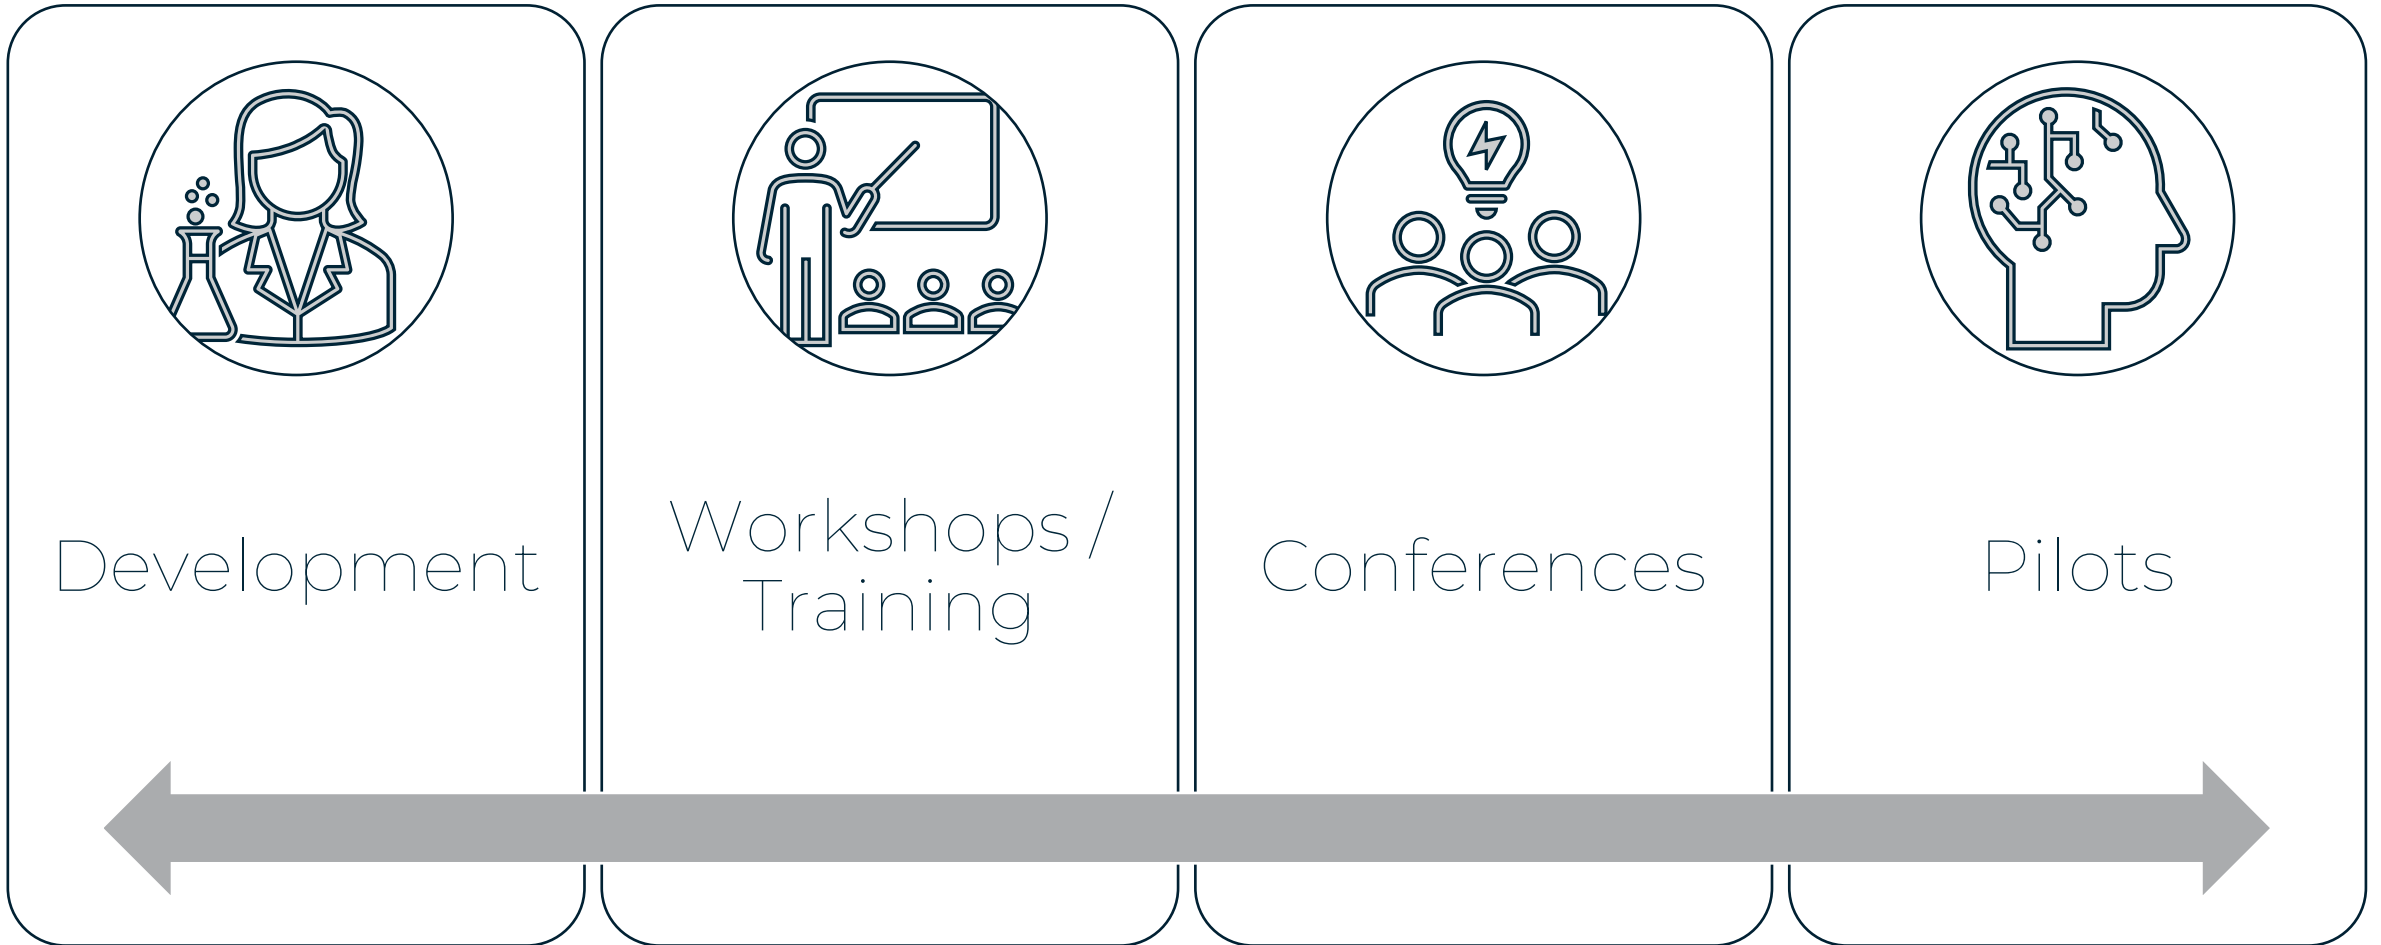 Development
Workshops /
Training
Conferences
Pilots